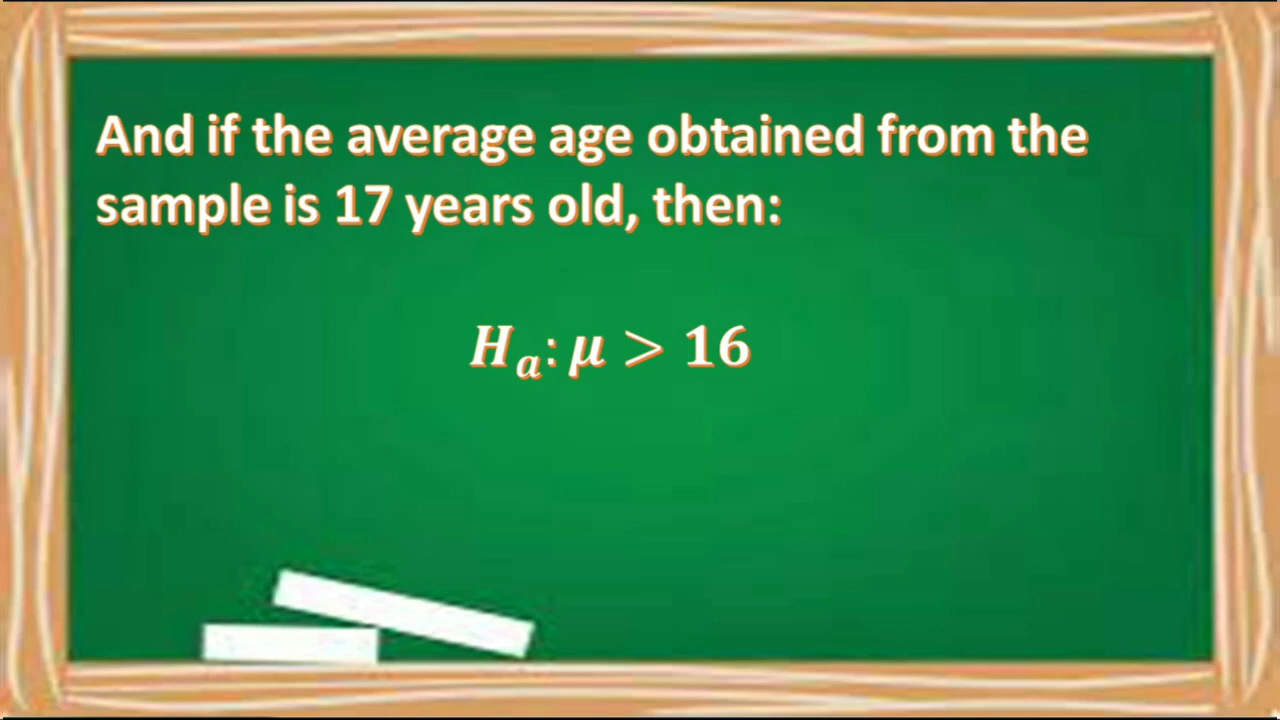 And if the average age obtained from the
sample is 17 years old, then:
Hₐ: μ > 16